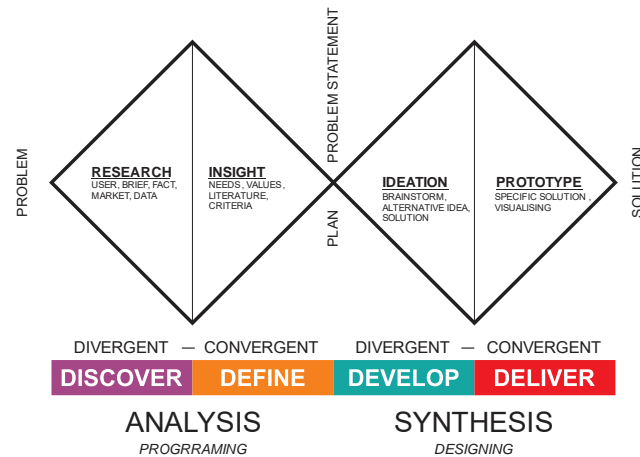 PROBLEM
RESEARCH
USER, BRIEF, FACT,
MARKET, DATA
INSIGHT
NEEDS, VALUES,
LITERATURE,
CRITERIA
PROBLEM STATEMENT
PLAN
IDEATION
BRAINSTORM,
ALTERNATIVE IDEA,
SOLUTION
PROTOTYPE
SPECIFIC SOLUTION ,
VISUALISING
SOLUTION
DIVERGENT — CONVERGENT
DIVERGENT — CONVERGENT
DISCOVER
DEFINE
DEVELOP
DELIVER
ANALYSIS
PROGRRAMING
SYNTHESIS
DESIGNING